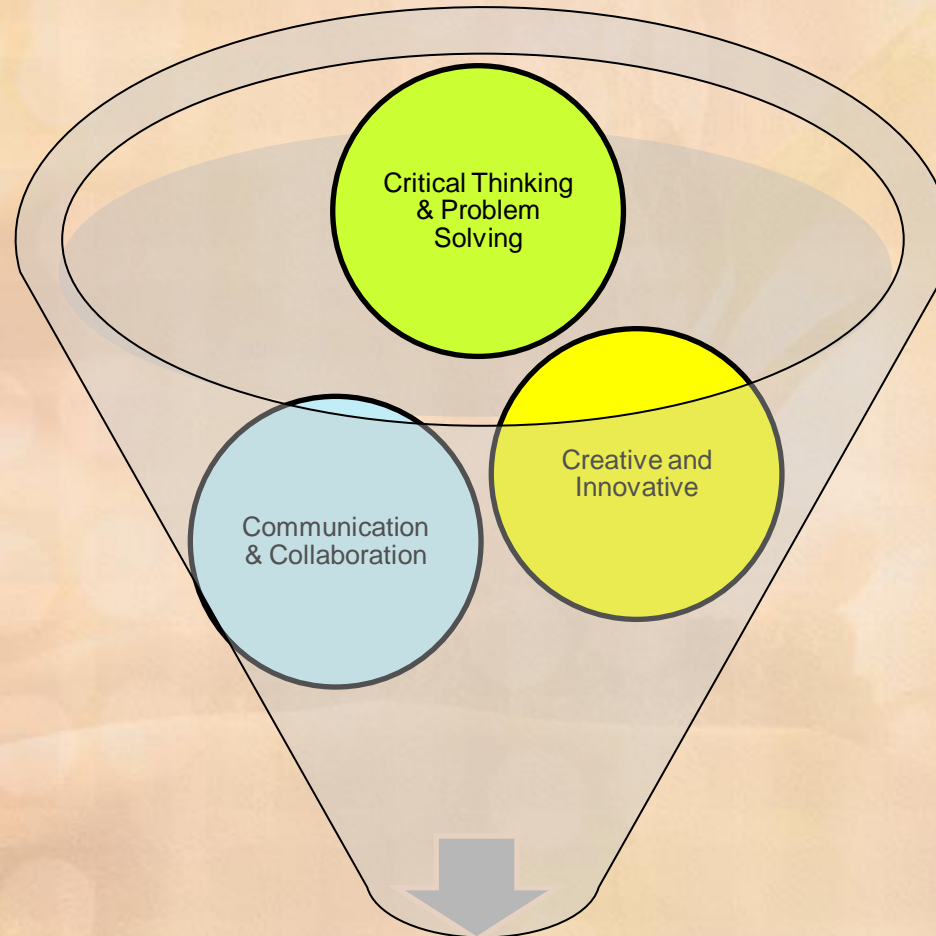 Critical Thinking
& Problem
Solving
Creative and
Innovative
Communication
& Collaboration